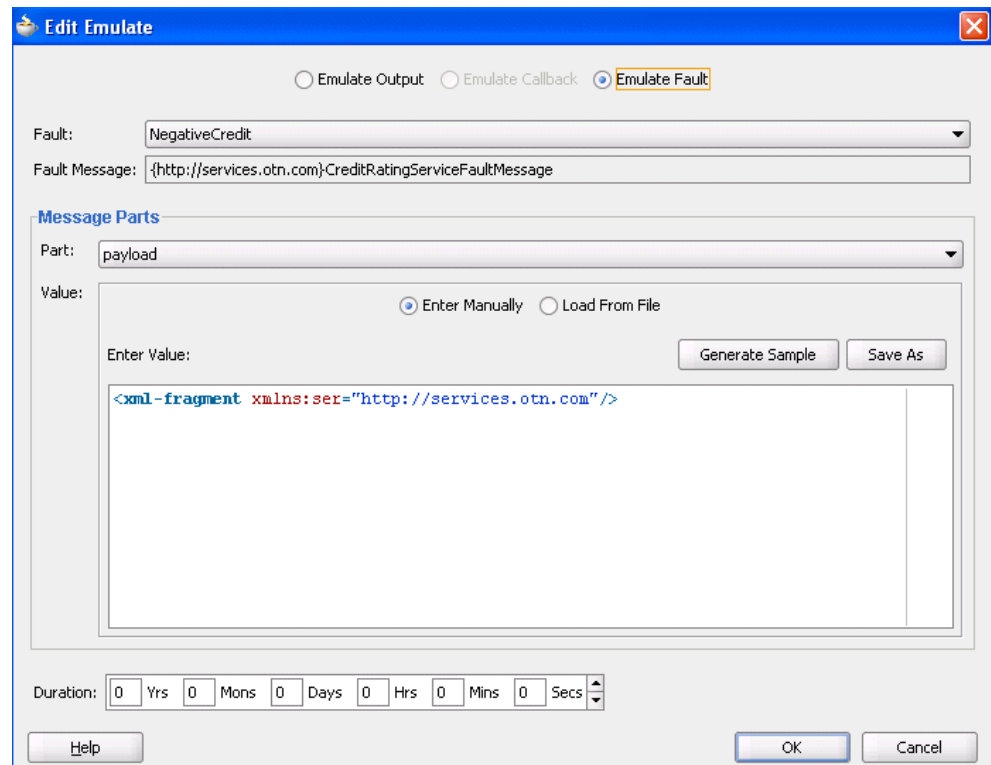 Edit Emulate
Emulate Output Emulate Callback Emulate Fault
Fault: NegativeCredit
Fault Message: {http://services.otn.com}CreditRatingServiceFaultMessage
Message Parts
Part: payload
Value: Enter Manually Load From File
Enter Value: Generate Sample Save As
<xml-fragment xmlns:ser="http://services.otn.com"/>
Duration: 0 Yrs 0 Mons 0 Days 0 Hrs 0 Mins 0 Secs
Help OK Cancel